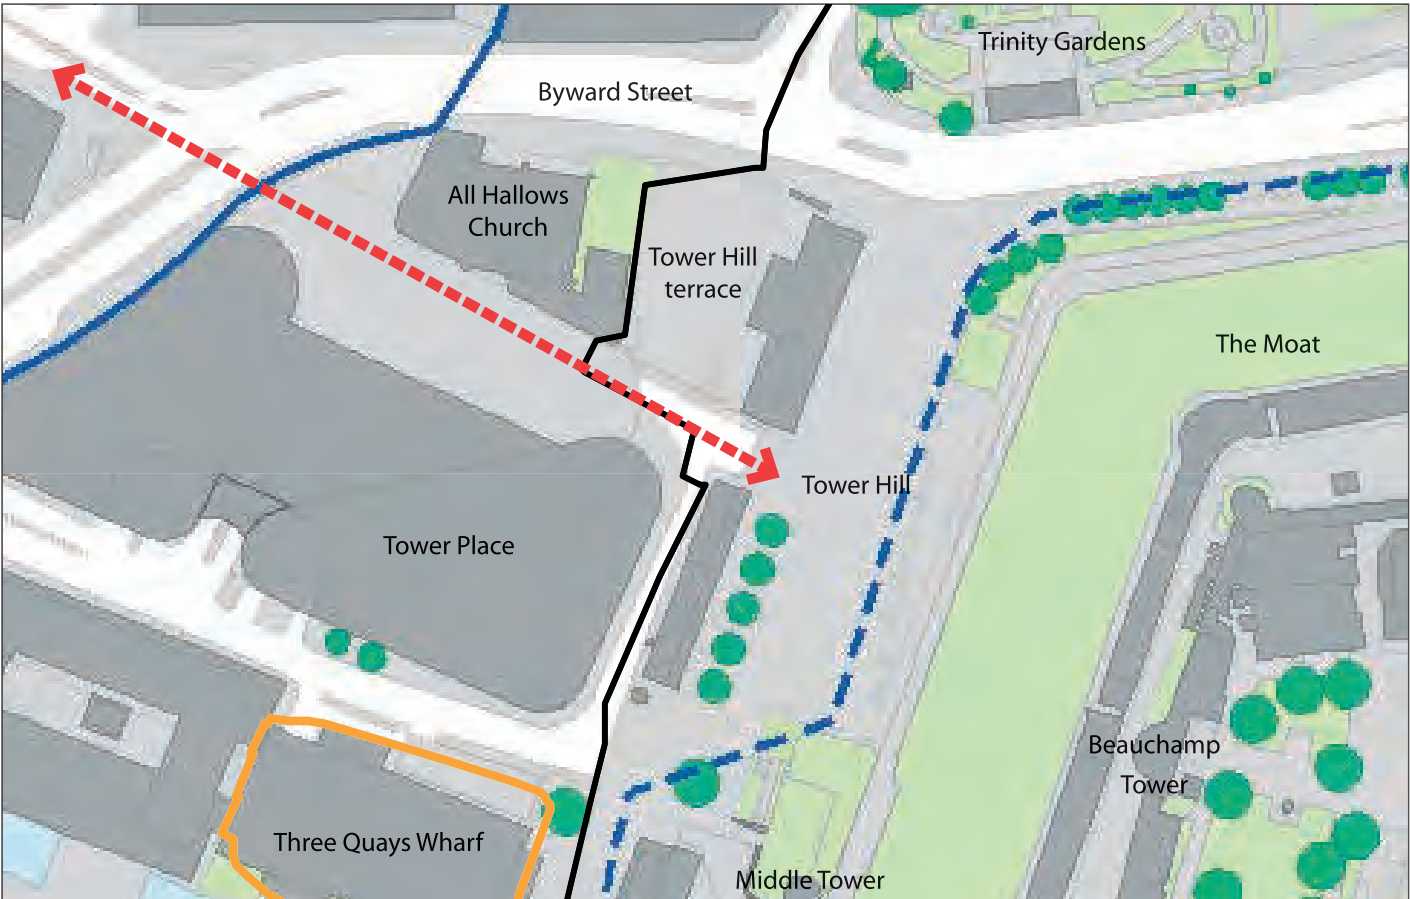 Trinity Gardens
Byward Street
All Hallows
Church
Tower Hill
terrace
The Moat
Tower Hill
Tower Place
Beauchamp
Tower
Three Quays Wharf
Middle Tower